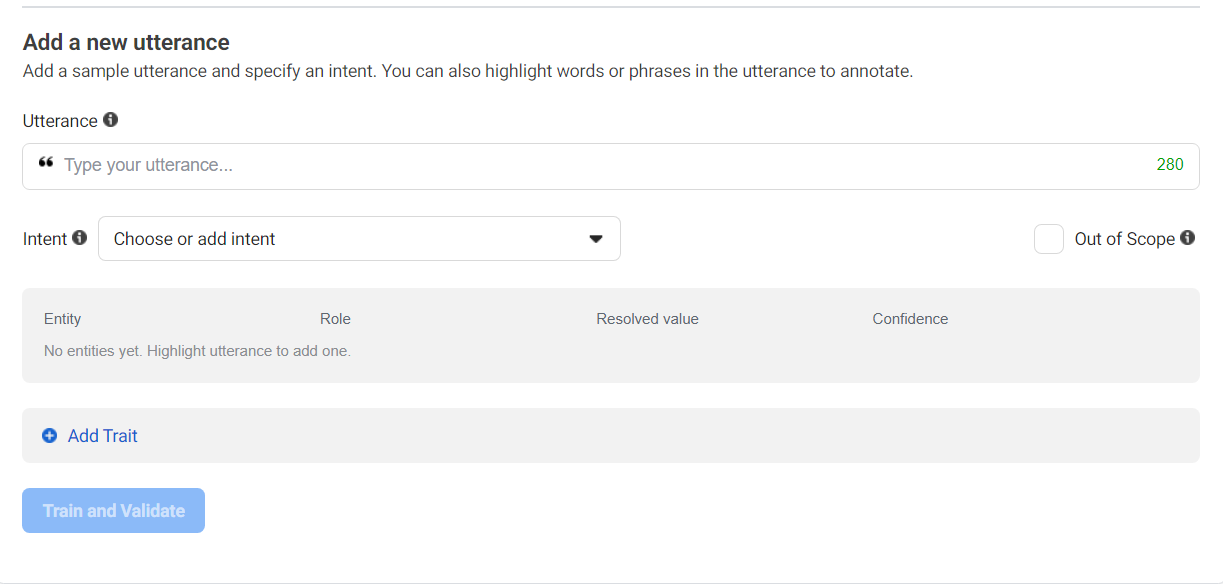 Add a new utterance
Add a sample utterance and specify an intent. You can also highlight words or phrases in the utterance to annotate.
Utterance
❝ Type your utterance... 280
Intent Choose or add intent Out of Scope
Entity Role Resolved value Confidence
No entities yet. Highlight utterance to add one.
Add Trait
Train and Validate